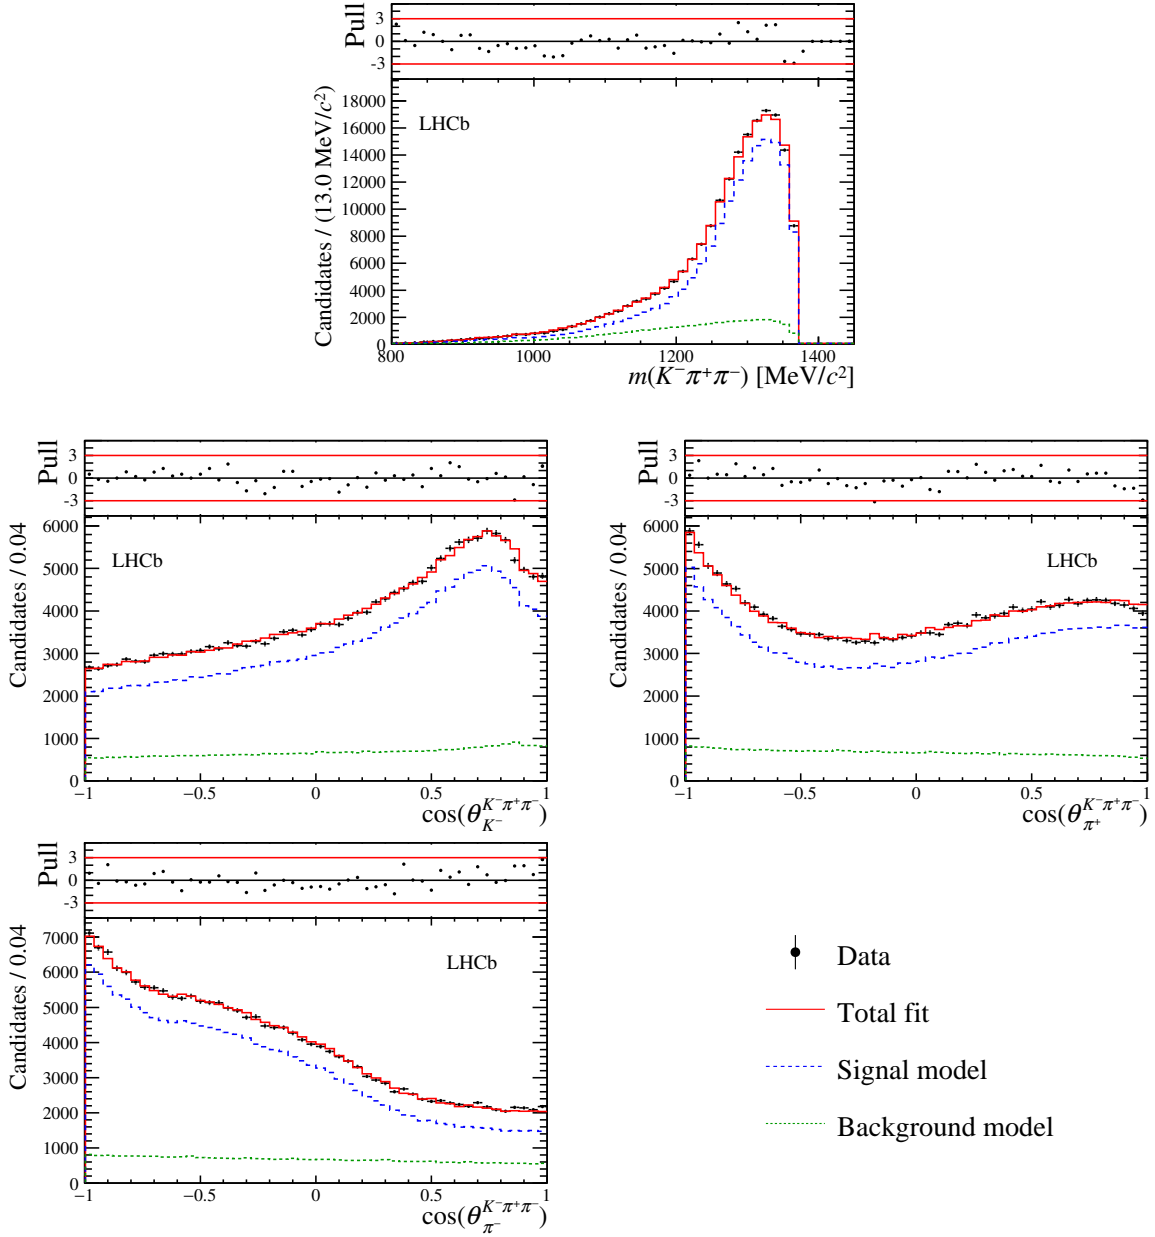 Pull
3
0
-3
Candidates / (13.0 MeV/c²)
18000
16000
14000
12000
10000
8000
6000
4000
2000
0
LHCb
800 1000 1200 1400
m(K⁻π⁺π⁻) [MeV/c²]
Pull
3
0
-3
Candidates / 0.04
6000
5000
4000
3000
2000
1000
0
LHCb
−1 −0.5 0 0.5 1
cos(θ_{K⁻}^{K⁻π⁺π⁻})
Pull
3
0
-3
Candidates / 0.04
6000
5000
4000
3000
2000
1000
0
LHCb
−1 −0.5 0 0.5 1
cos(θ_{π⁺}^{K⁻π⁺π⁻})
Pull
3
0
-3
Candidates / 0.04
7000
6000
5000
4000
3000
2000
1000
0
LHCb
−1 −0.5 0 0.5 1
cos(θ_{π⁻}^{K⁻π⁺π⁻})
Data
Total fit
Signal model
Background model